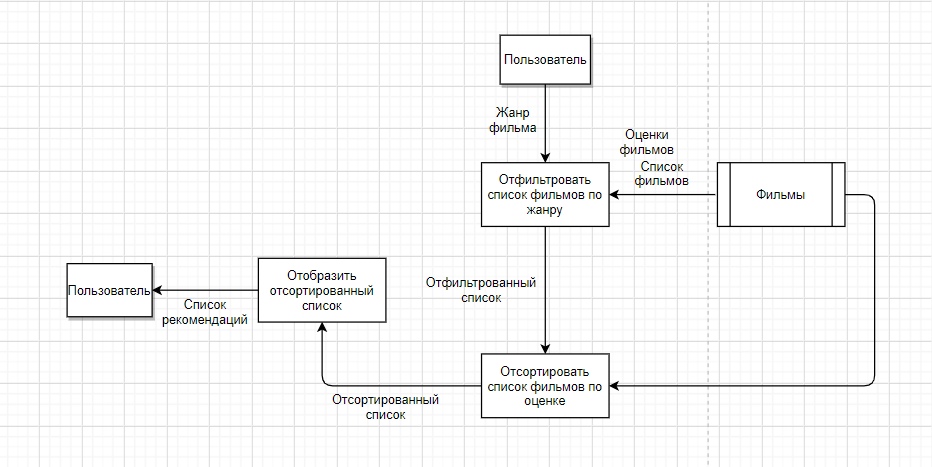 Пользователь
Жанр
фильма
Оценки
фильмов
Список
фильмов
Отфильтровать
список фильмов по
жанру
Фильмы
Отфильтрованный
список
Отобразить
отсортированный
список
Пользователь
Список
рекомендаций
Отсортировать
список фильмов по
оценке
Отсортированный
список